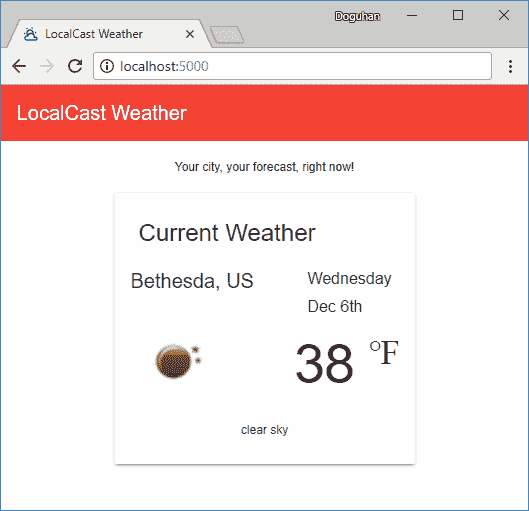 Doguhan
LocalCast Weather
localhost:5000
LocalCast Weather
Your city, your forecast, right now!
Current Weather
Bethesda, US
Wednesday
Dec 6th
38 °F
clear sky